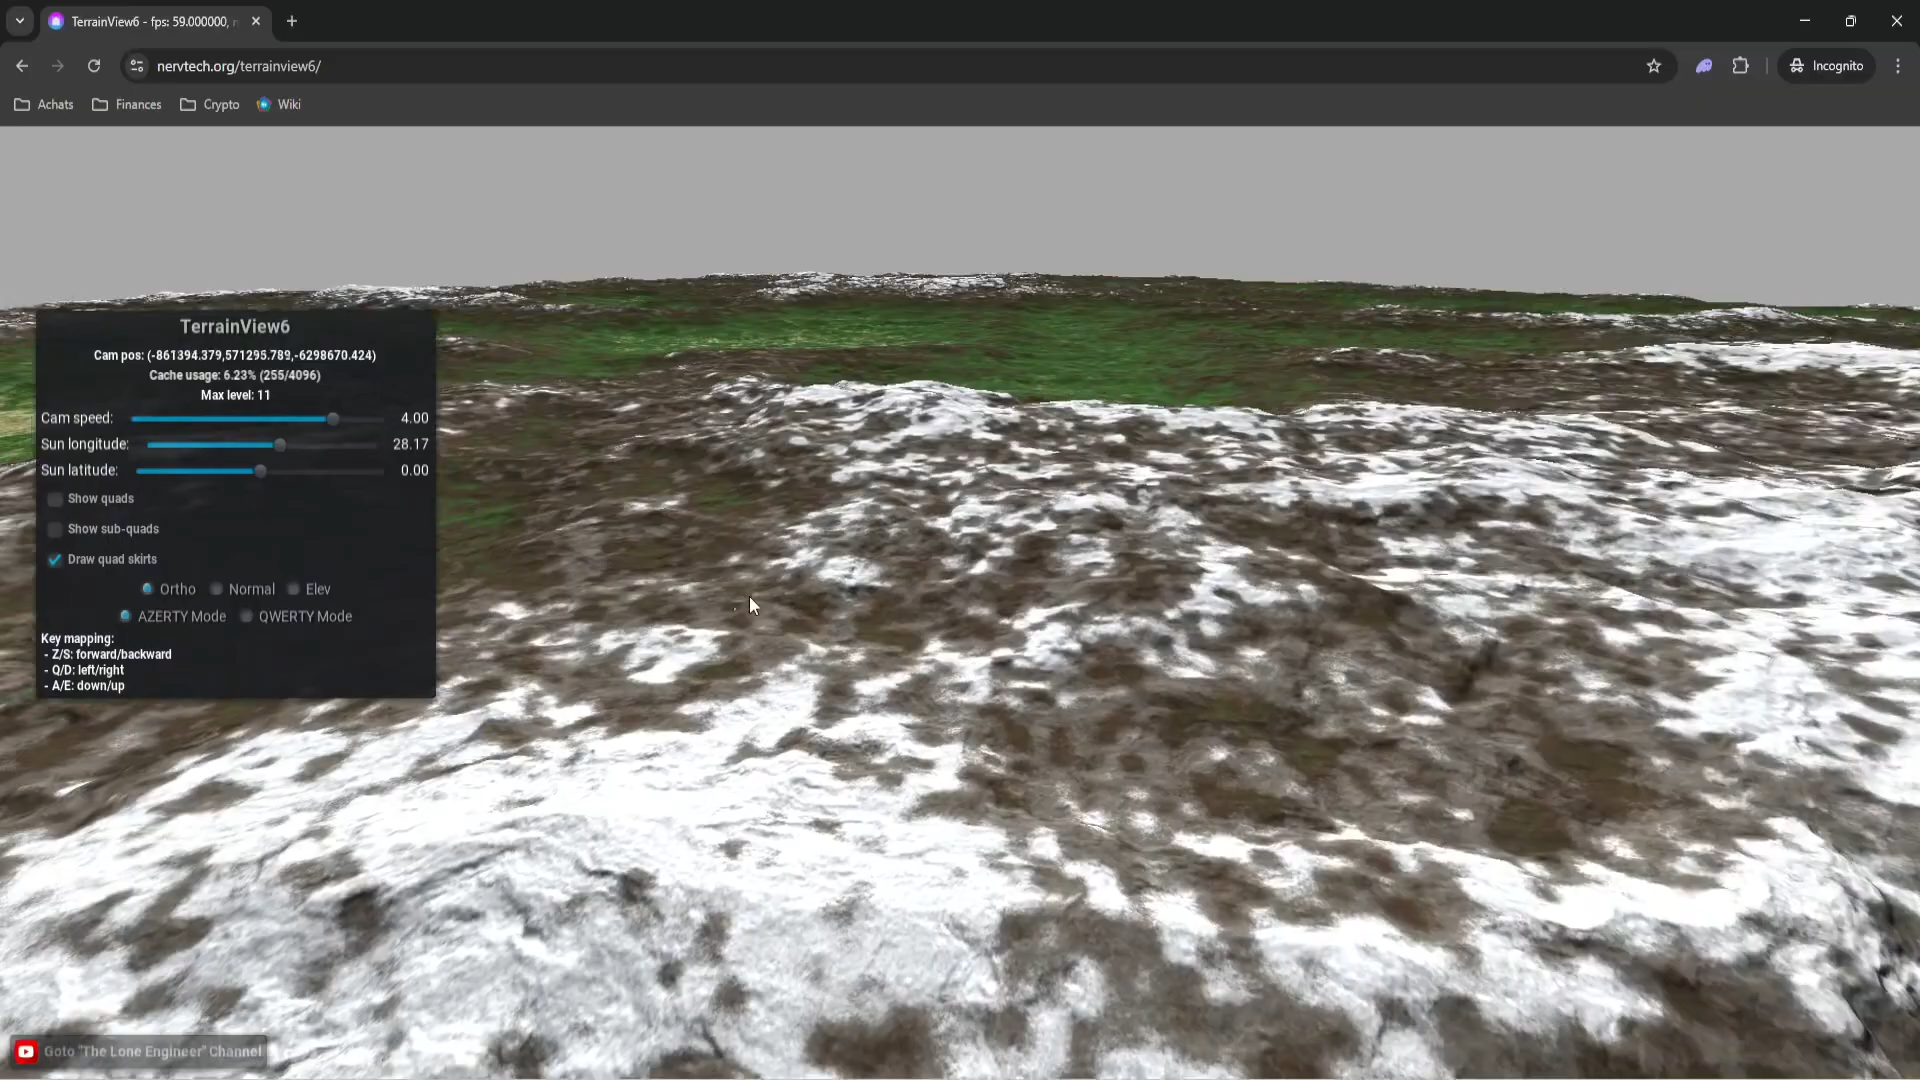 TerrainView6 - fps: 59.000000,
nervtech.org/terrainview6/
Incognito
Achats
Finances
Crypto
Wiki
TerrainView6
Cam pos: (-861394.379,571295.789,-6298670.424)
Cache usage: 6.23% (255/4096)
Max level: 11
Cam speed: 4.00
Sun longitude: 28.17
Sun latitude: 0.00
Show quads
Show sub-quads
Draw quad skirts
Ortho Normal Elev
AZERTY Mode QWERTY Mode
Key mapping:
- Z/S: forward/backward
- Q/D: left/right
- A/E: down/up
Goto "The Lone Engineer" Channel